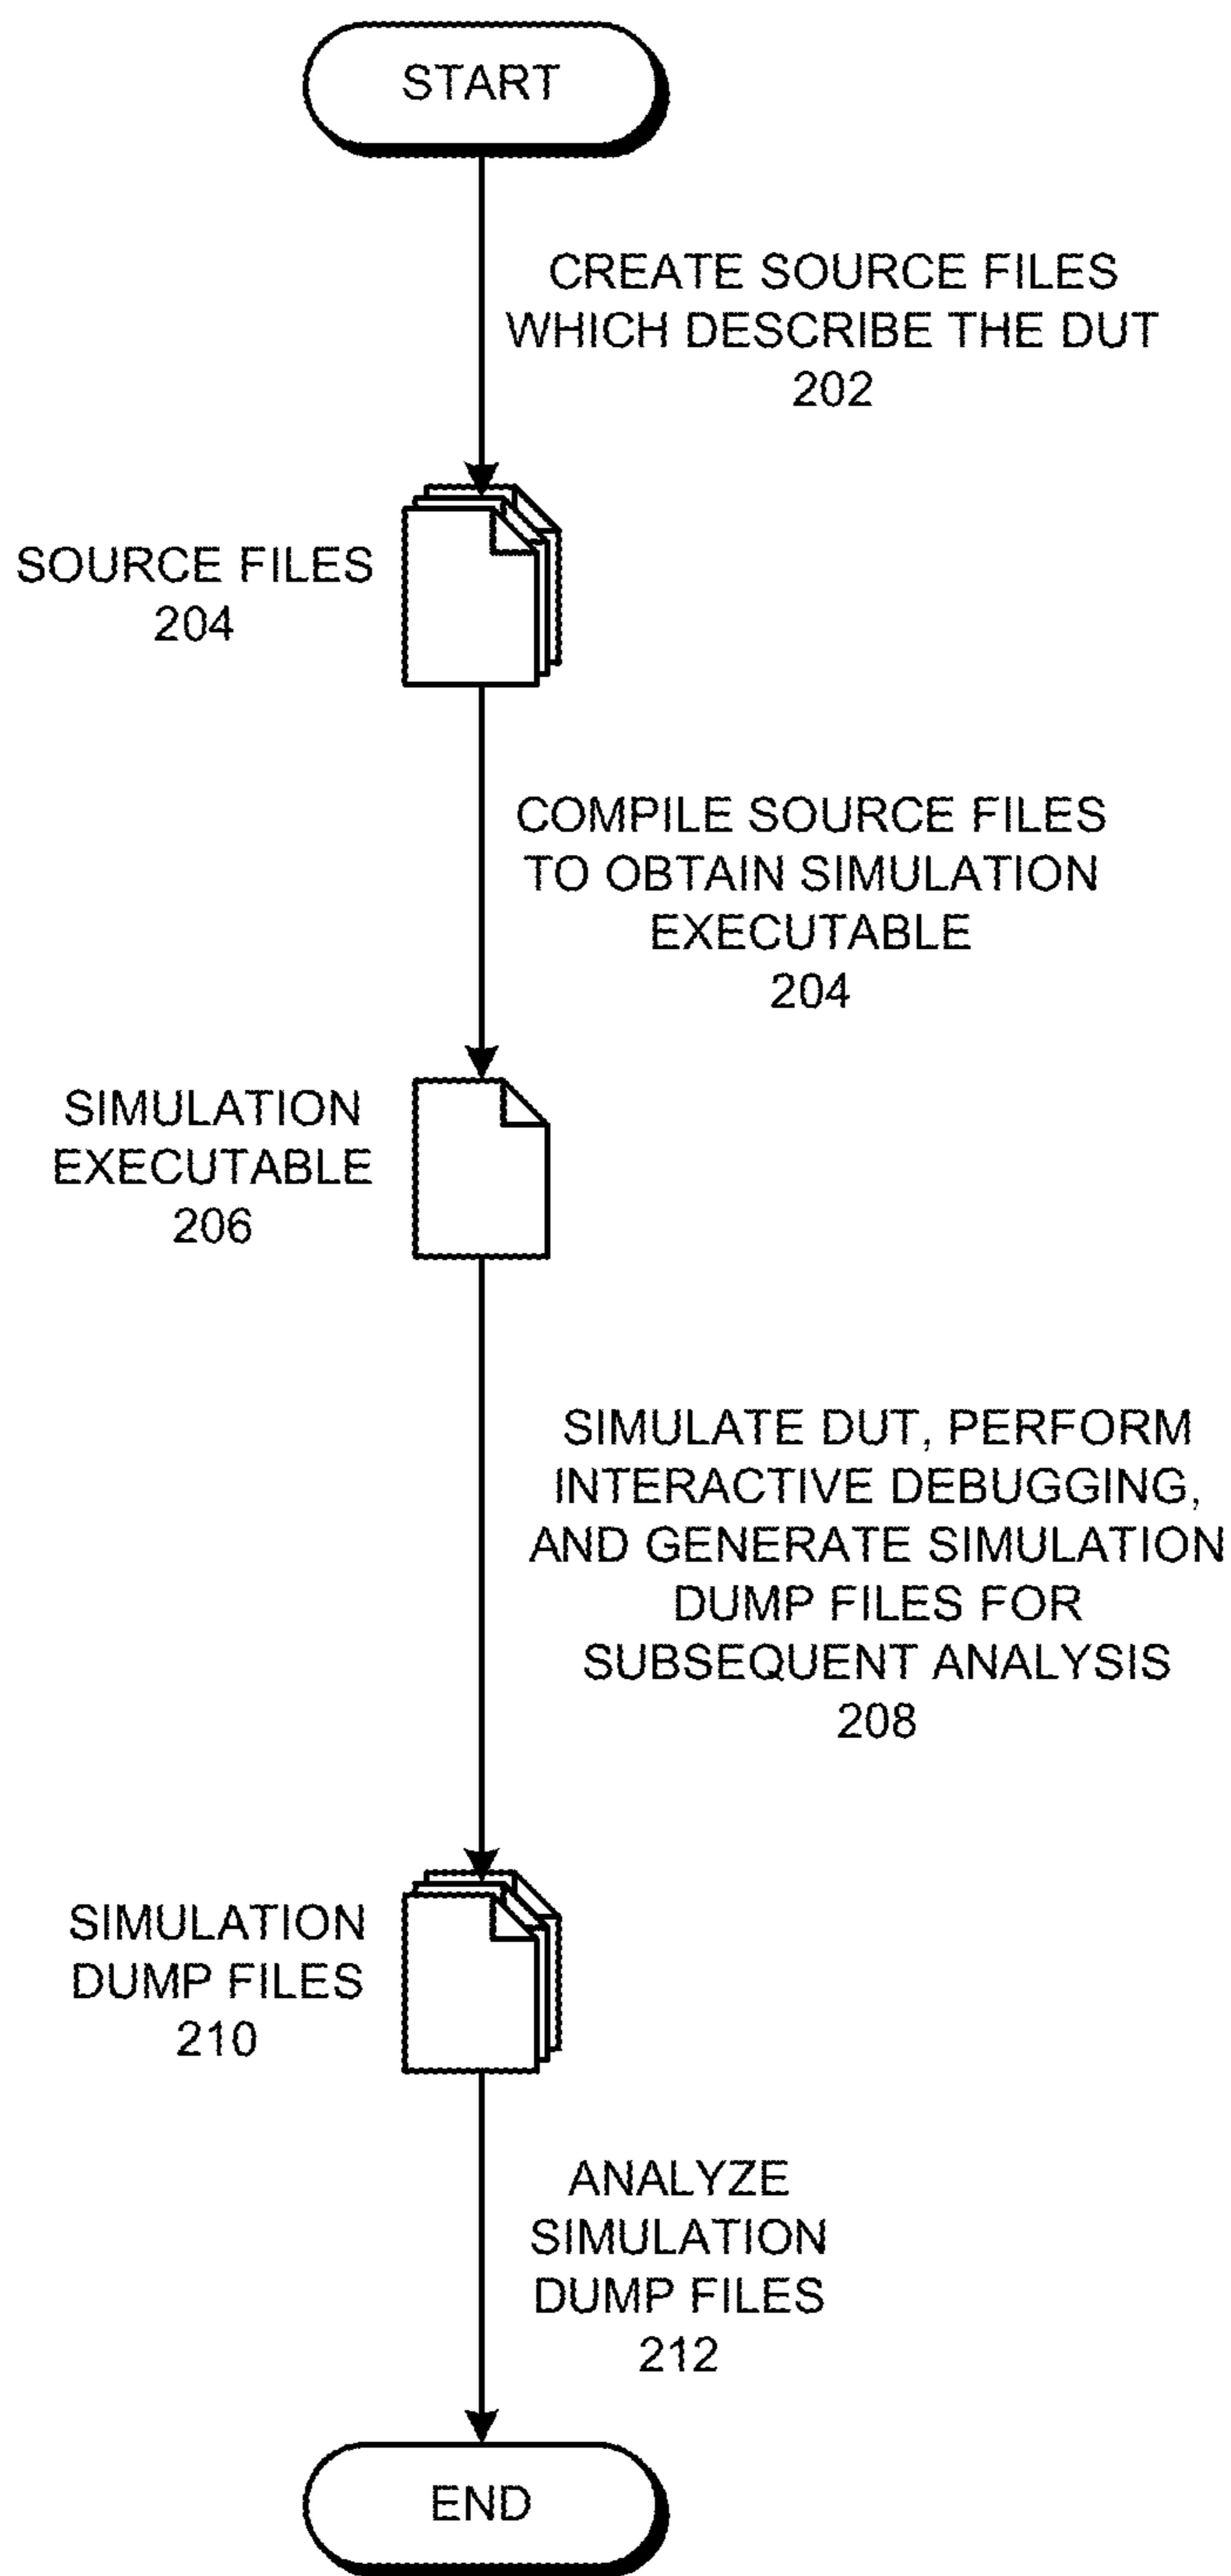 START
CREATE SOURCE FILES
WHICH DESCRIBE THE DUT
202
SOURCE FILES
204
COMPILE SOURCE FILES
TO OBTAIN SIMULATION
EXECUTABLE
204
SIMULATION
EXECUTABLE
206
SIMULATE DUT, PERFORM
INTERACTIVE DEBUGGING,
AND GENERATE SIMULATION
DUMP FILES FOR
SUBSEQUENT ANALYSIS
208
SIMULATION
DUMP FILES
210
ANALYZE
SIMULATION
DUMP FILES
212
END